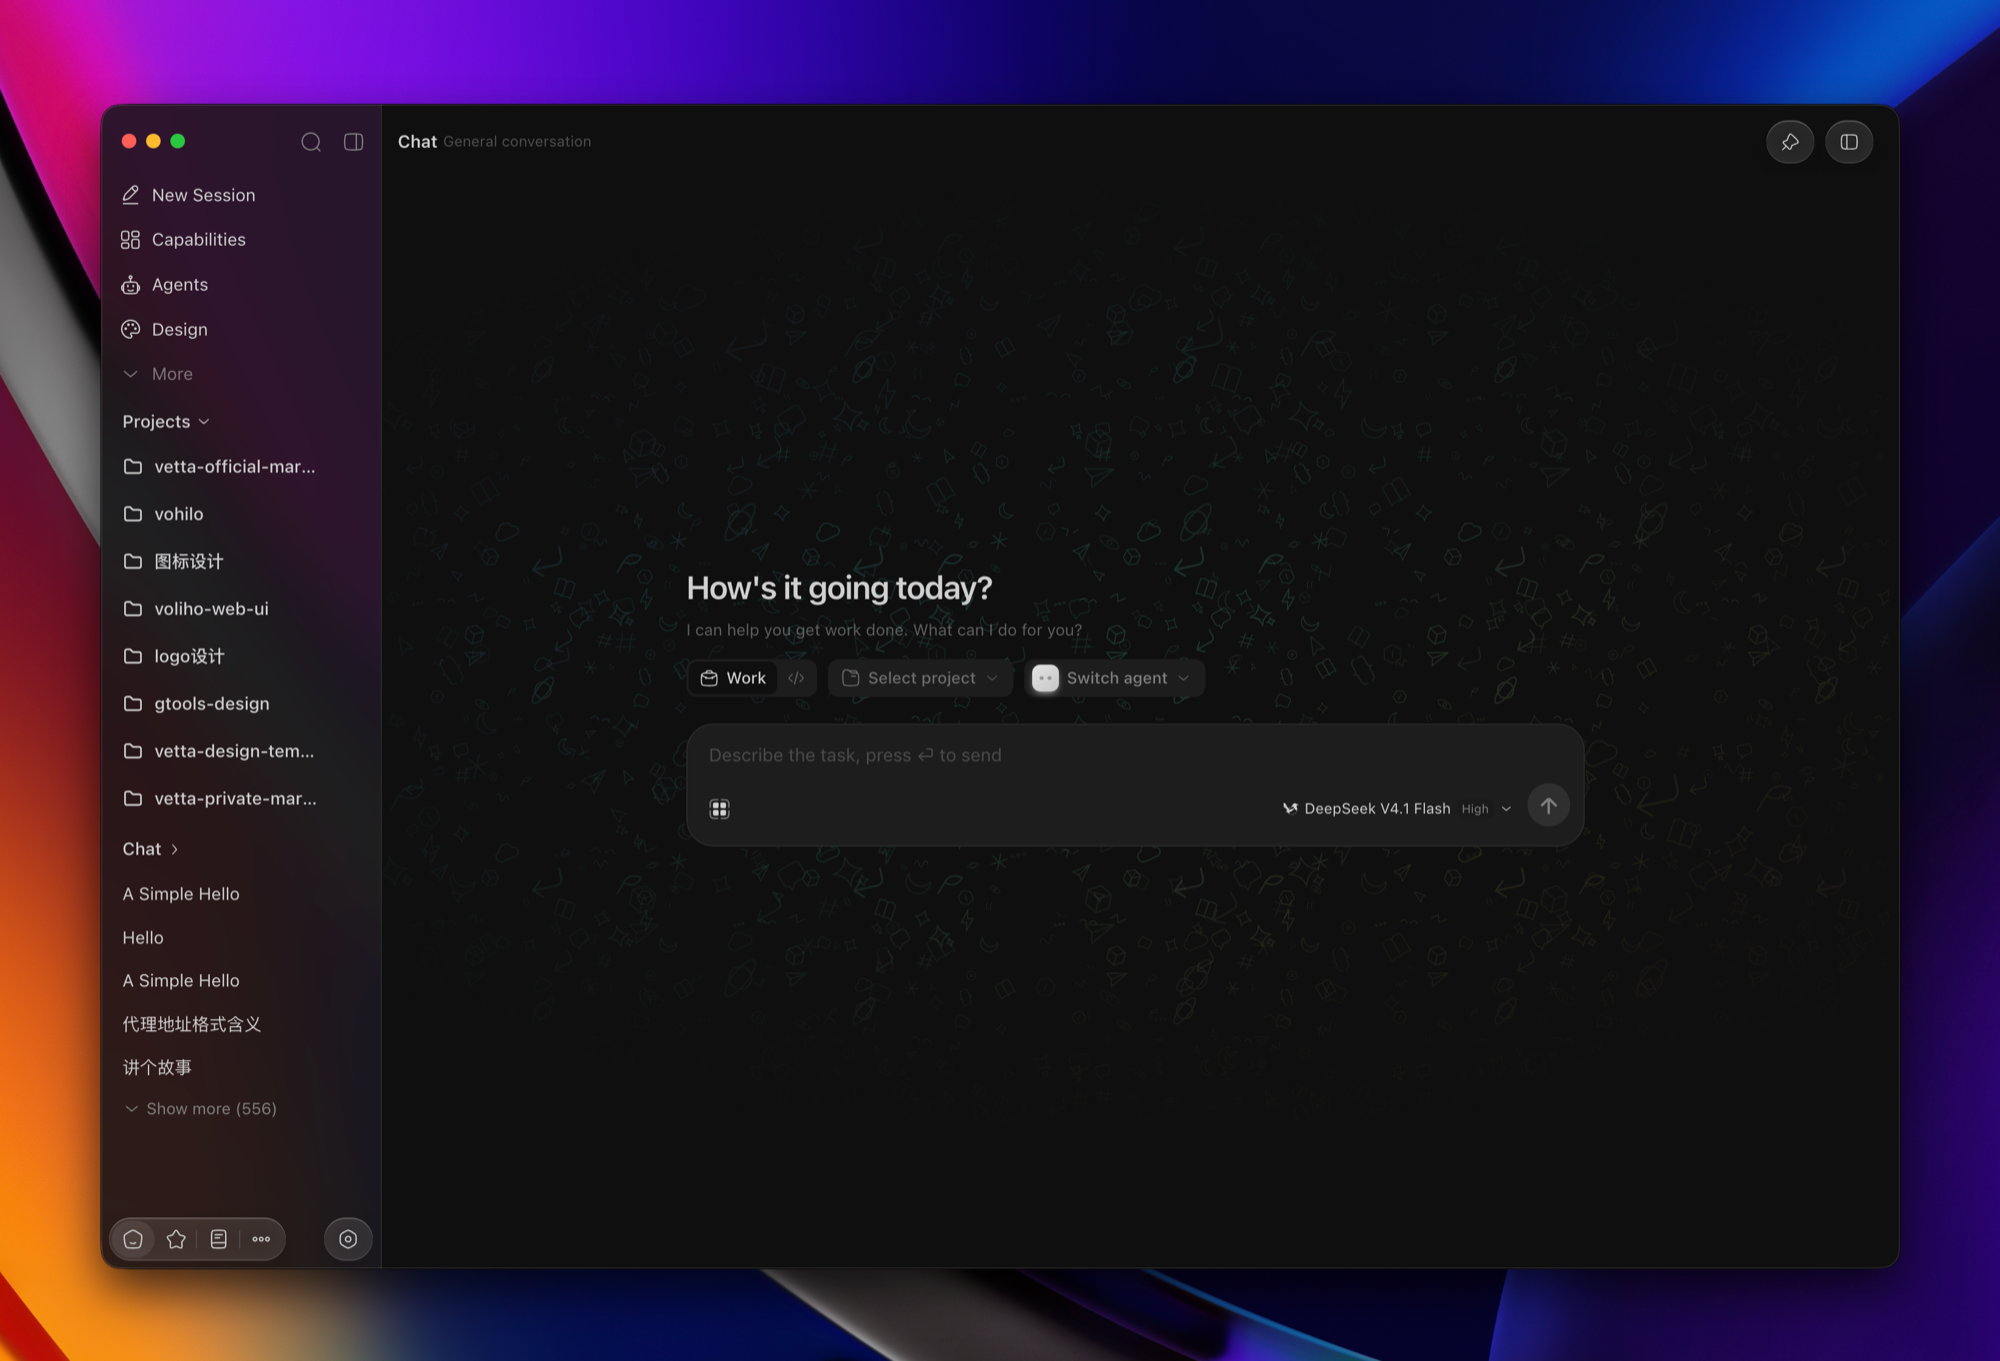 Chat General conversation
New Session
Capabilities
Agents
Design
More
Projects
vetta-official-mar...
vohilo
图标设计
voliho-web-ui
logo设计
gtools-design
vetta-design-tem...
vetta-private-mar...
Chat
A Simple Hello
Hello
A Simple Hello
代理地址格式含义
讲个故事
Show more (556)
How's it going today?
I can help you get work done. What can I do for you?
Work </> Select project Switch agent
Describe the task, press ⏎ to send
DeepSeek V4.1 Flash High